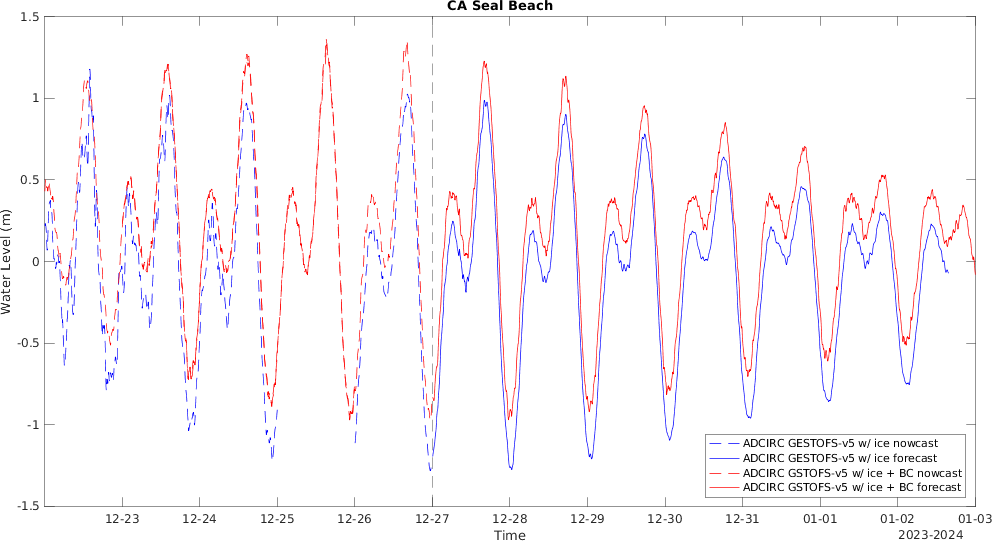 CA Seal Beach
1.5
1
0.5
0
-0.5
-1
-1.5
Water Level (m)
12-23
12-24
12-25
12-26
12-27
12-28
12-29
12-30
12-31
01-01
01-02
01-03
Time
2023-2024
ADCIRC GESTOFS-v5 w/ ice nowcast
ADCIRC GESTOFS-v5 w/ ice forecast
ADCIRC GSTOFS-v5 w/ ice + BC nowcast
ADCIRC GSTOFS-v5 w/ ice + BC forecast